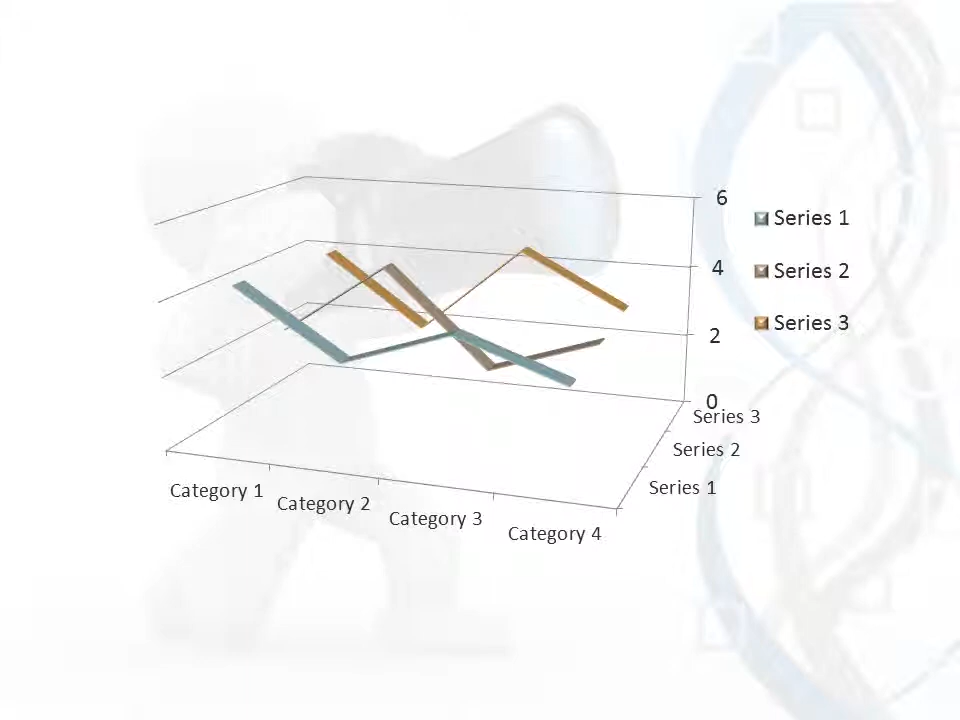 6
4
2
0
Series 1
Series 2
Series 3
Series 3
Series 2
Series 1
Category 1
Category 2
Category 3
Category 4